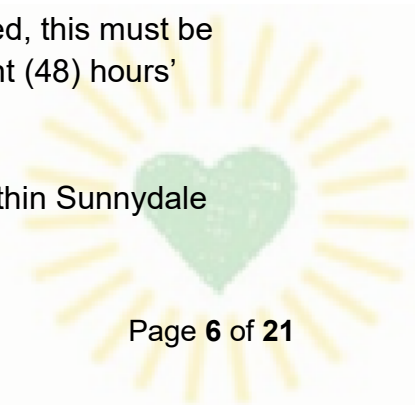 ed, this must be
nt (48) hours’
thin Sunnydale
Page 6 of 21